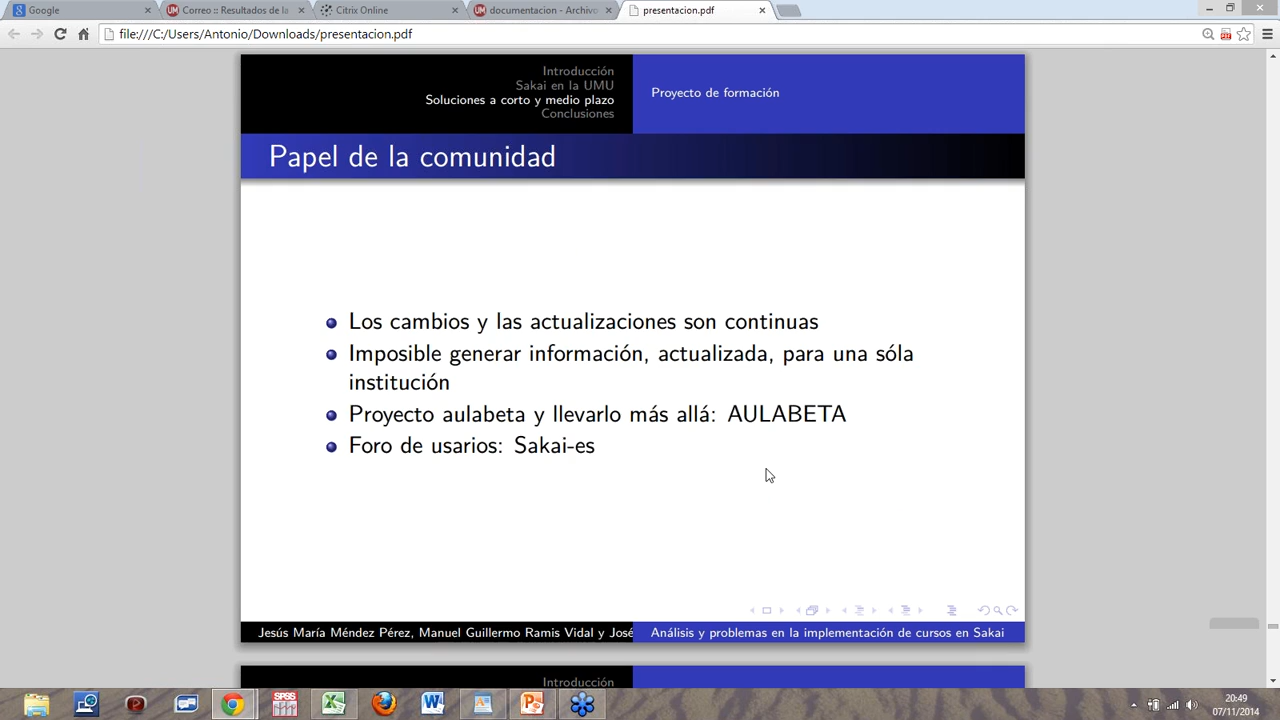 Google
Correo :: Resultados de la
Citrix Online
documentacion - Archivo
presentacion.pdf
file:///C:/Users/Antonio/Downloads/presentacion.pdf
Introducción
Sakai en la UMU
Soluciones a corto y medio plazo
Conclusiones
Proyecto de formación
Papel de la comunidad
Los cambios y las actualizaciones son continuas
Imposible generar información, actualizada, para una sóla
institución
Proyecto aulabeta y llevarlo más allá: AULABETA
Foro de usarios: Sakai-es
Jesús María Méndez Pérez, Manuel Guillermo Ramis Vidal y José
Análisis y problemas en la implementación de cursos en Sakai
Introducción
SPSS
20:49
07/11/2014